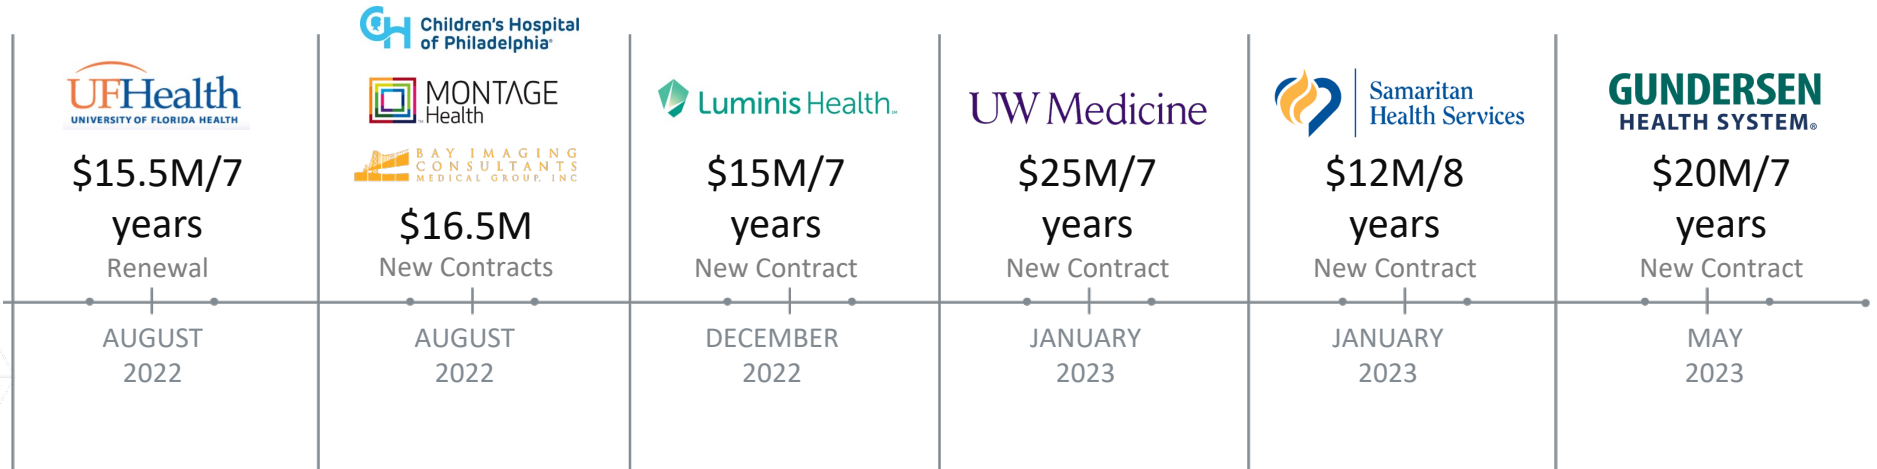 UFHealth
UNIVERSITY OF FLORIDA HEALTH
$15.5M/7
years
Renewal
AUGUST
2022
CH Children's Hospital
of Philadelphia®
MONTAGE
Health
BAY IMAGING
CONSULTANTS
MEDICAL GROUP, INC
$16.5M
New Contracts
AUGUST
2022
Luminis Health
$15M/7
years
New Contract
DECEMBER
2022
UW Medicine
$25M/7
years
New Contract
JANUARY
2023
Samaritan
Health Services
$12M/8
years
New Contract
JANUARY
2023
GUNDERSEN
HEALTH SYSTEM®
$20M/7
years
New Contract
MAY
2023